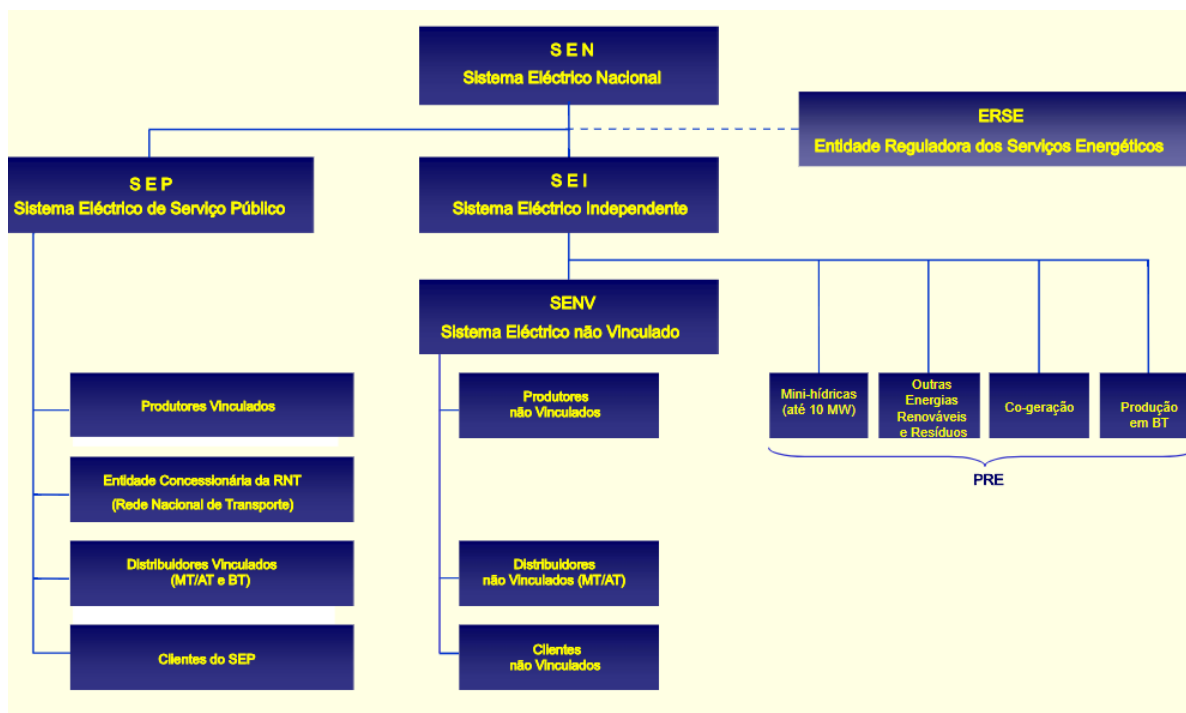 S E N
Sistema Eléctrico Nacional
ERSE
Entidade Reguladora dos Serviços Energéticos
S E P
Sistema Eléctrico de Serviço Público
S E I
Sistema Eléctrico Independente
SENV
Sistema Eléctrico não Vinculado
Produtores Vinculados
Entidade Concessionária da RNT
(Rede Nacional de Transporte)
Distribuidores Vinculados
(MT/AT e BT)
Clientes do SEP
Produtores
não Vinculados
Distribuidores
não Vinculados (MT/AT)
Clientes
não Vinculados
Mini-hídricas
(até 10 MW)
Outras
Energias
Renováveis
e Resíduos
Co-geração
Produção
em BT
PRE